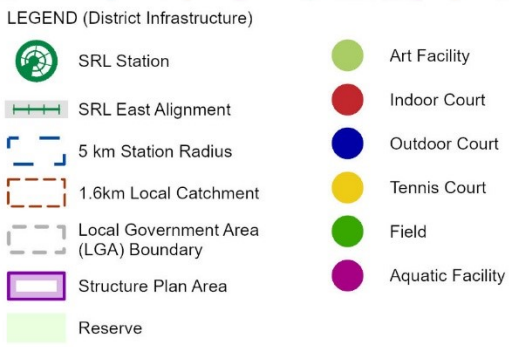 LEGEND (District Infrastructure)
SRL Station
SRL East Alignment
5 km Station Radius
1.6km Local Catchment
Local Government Area
(LGA) Boundary
Structure Plan Area
Reserve
Art Facility
Indoor Court
Outdoor Court
Tennis Court
Field
Aquatic Facility